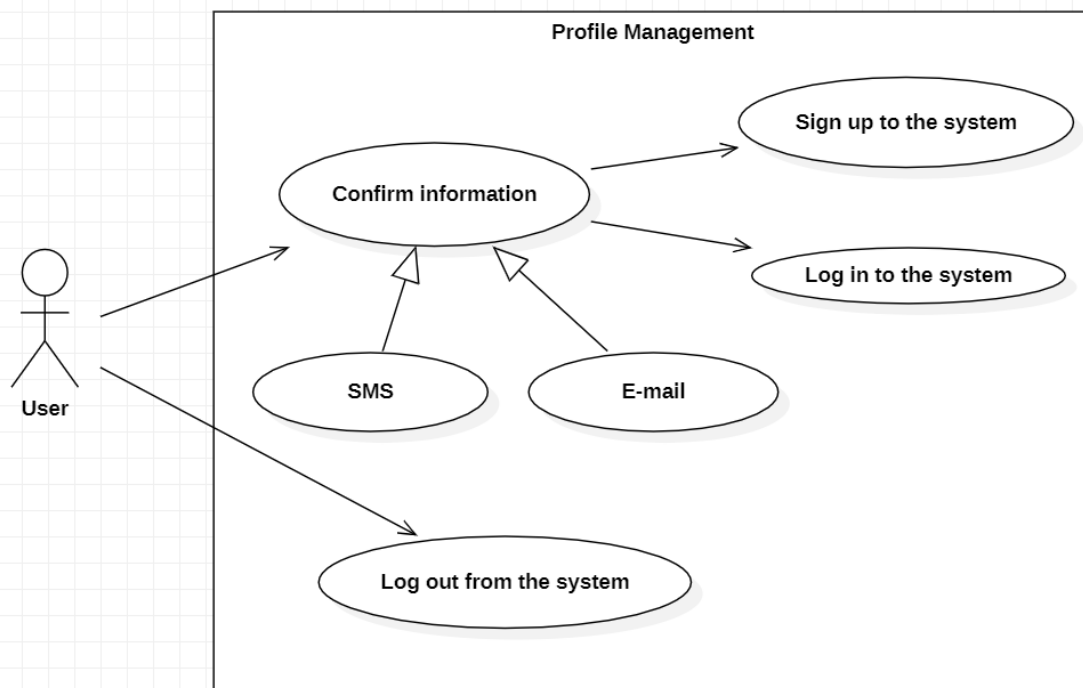 Profile Management
Sign up to the system
Confirm information
Log in to the system
SMS
E-mail
User
Log out from the system